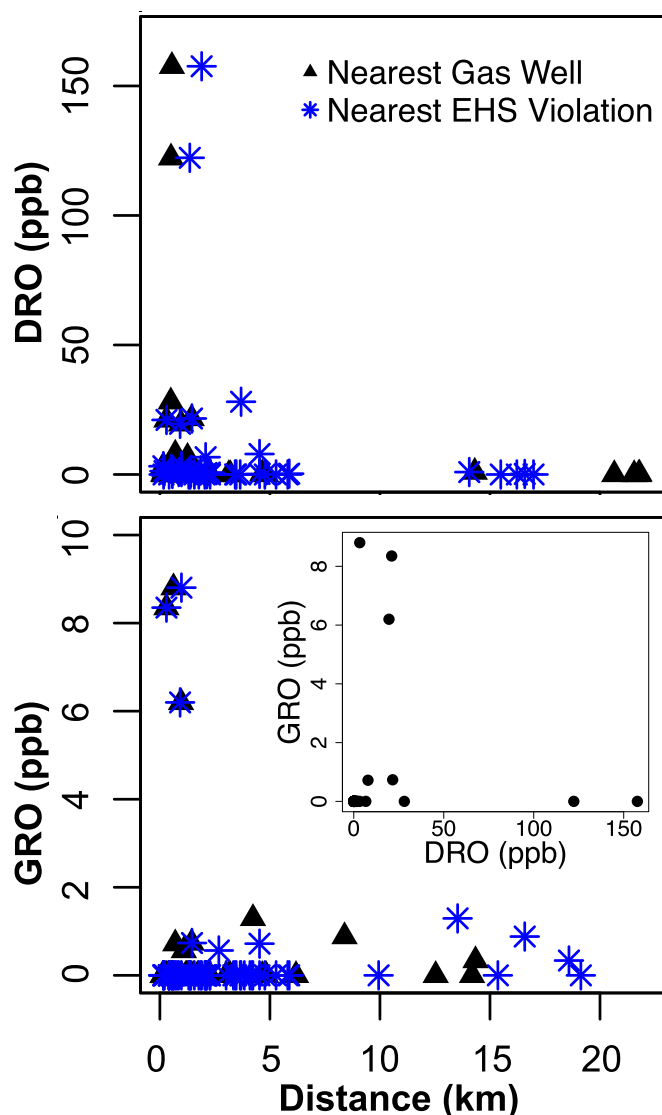 Nearest Gas Well
Nearest EHS Violation
DRO (ppb)
150
100
50
0
GRO (ppb)
10
8
6
4
2
0
GRO (ppb)
8
6
4
2
0
0 50 100 150
DRO (ppb)
0 5 10 15 20
Distance (km)